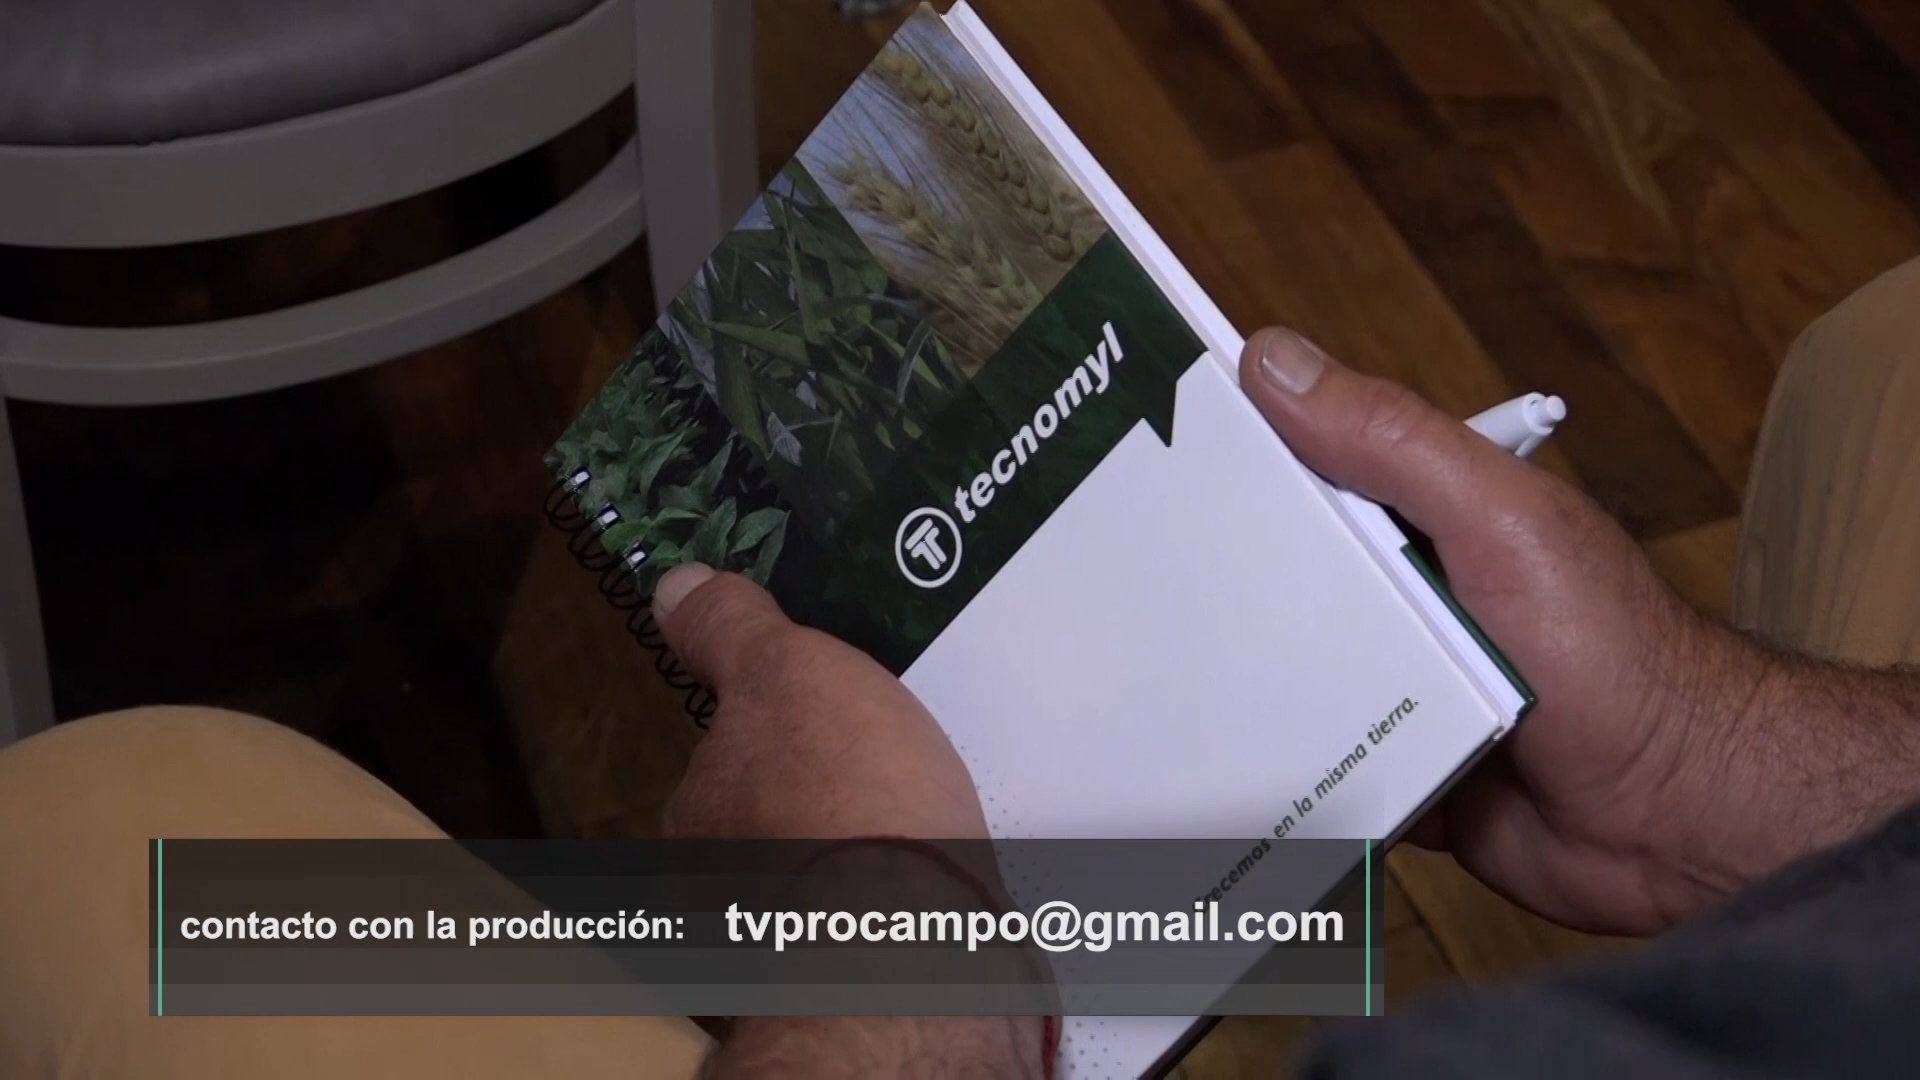 tecnomyl
Crecemos en la misma tierra.
contacto con la producción: tvprocampo@gmail.com